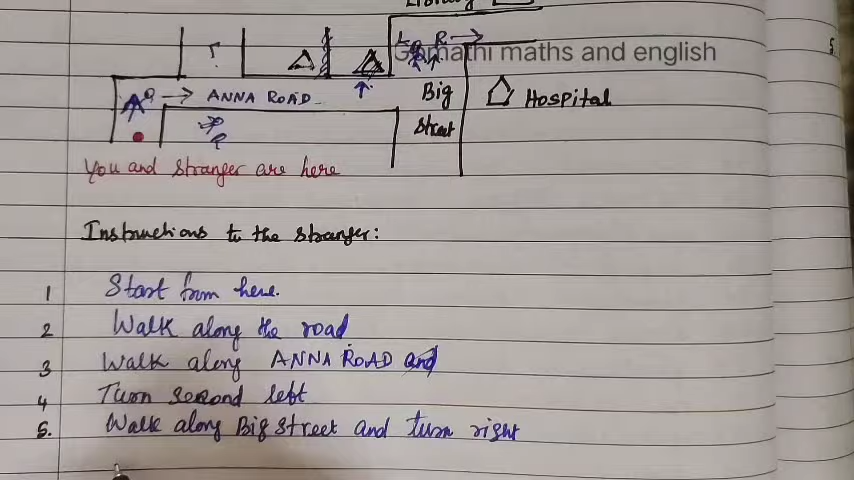 Library
L R
Gomathi maths and english
R ANNA ROAD Big Hospital
R Street
You and stranger are here
Instructions to the stranger:
1 Start from here.
2 Walk along the road
3 Walk along ANNA ROAD and
4 Turn second left
5. Walk along Big Street and turn right